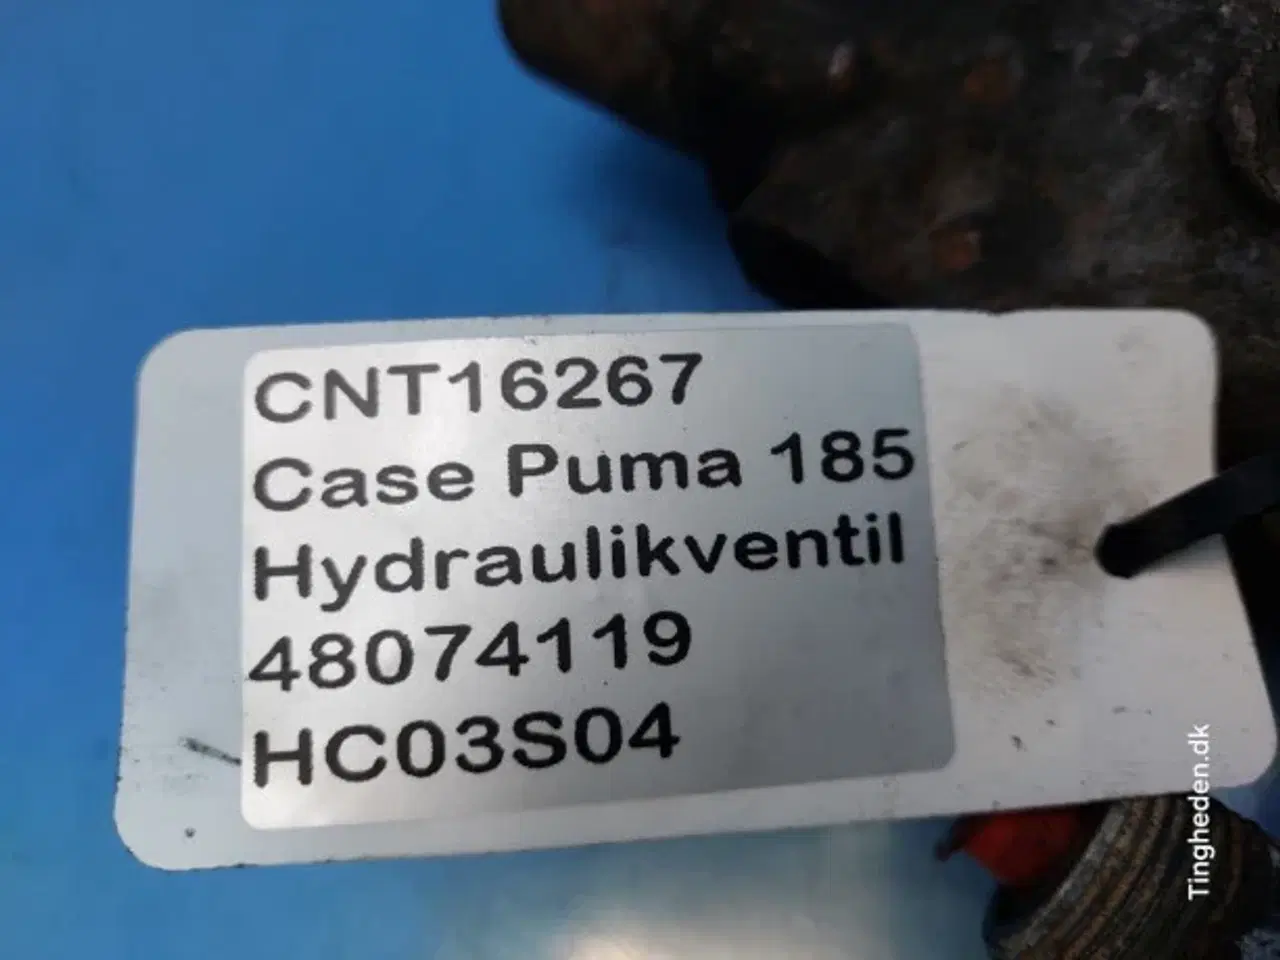 CNT16267
Case Puma 185
Hydraulikventil
48074119
HC03S04
Tingheden.dk